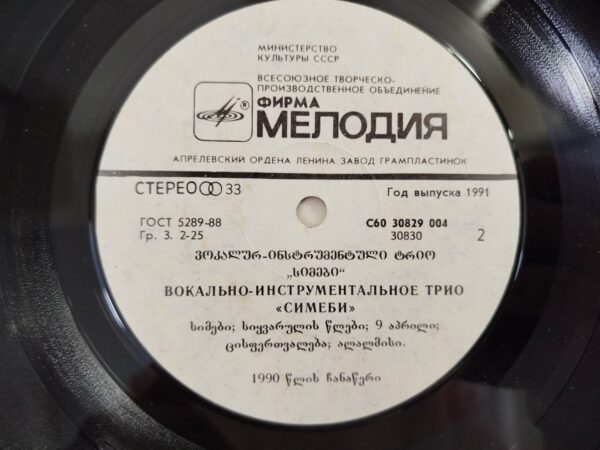 МИНИСТЕРСТВО
КУЛЬТУРЫ СССР
ВСЕСОЮЗНОЕ ТВОРЧЕСКО-
ПРОИЗВОДСТВЕННОЕ ОБЪЕДИНЕНИЕ
®
ФИРМА
МЕЛОДИЯ
АПРЕЛЕВСКИЙ ОРДЕНА ЛЕНИНА ЗАВОД ГРАМПЛАСТИНОК
СТЕРЕО 33
Год выпуска 1991
ГОСТ 5289-88
С60 30829 004
Гр. 3. 2-25
30830
2
ვოკალურ-ინსტრუმენტული ტრიო
„სიმები“
ВОКАЛЬНО-ИНСТРУМЕНТАЛЬНОЕ ТРИО
«СИМЕБИ»
სიმები; სიყვარულის წლები; 9 აპრილი;
ცისფერთვალება; ალალმისი.
1990 წლის ჩანაწერი